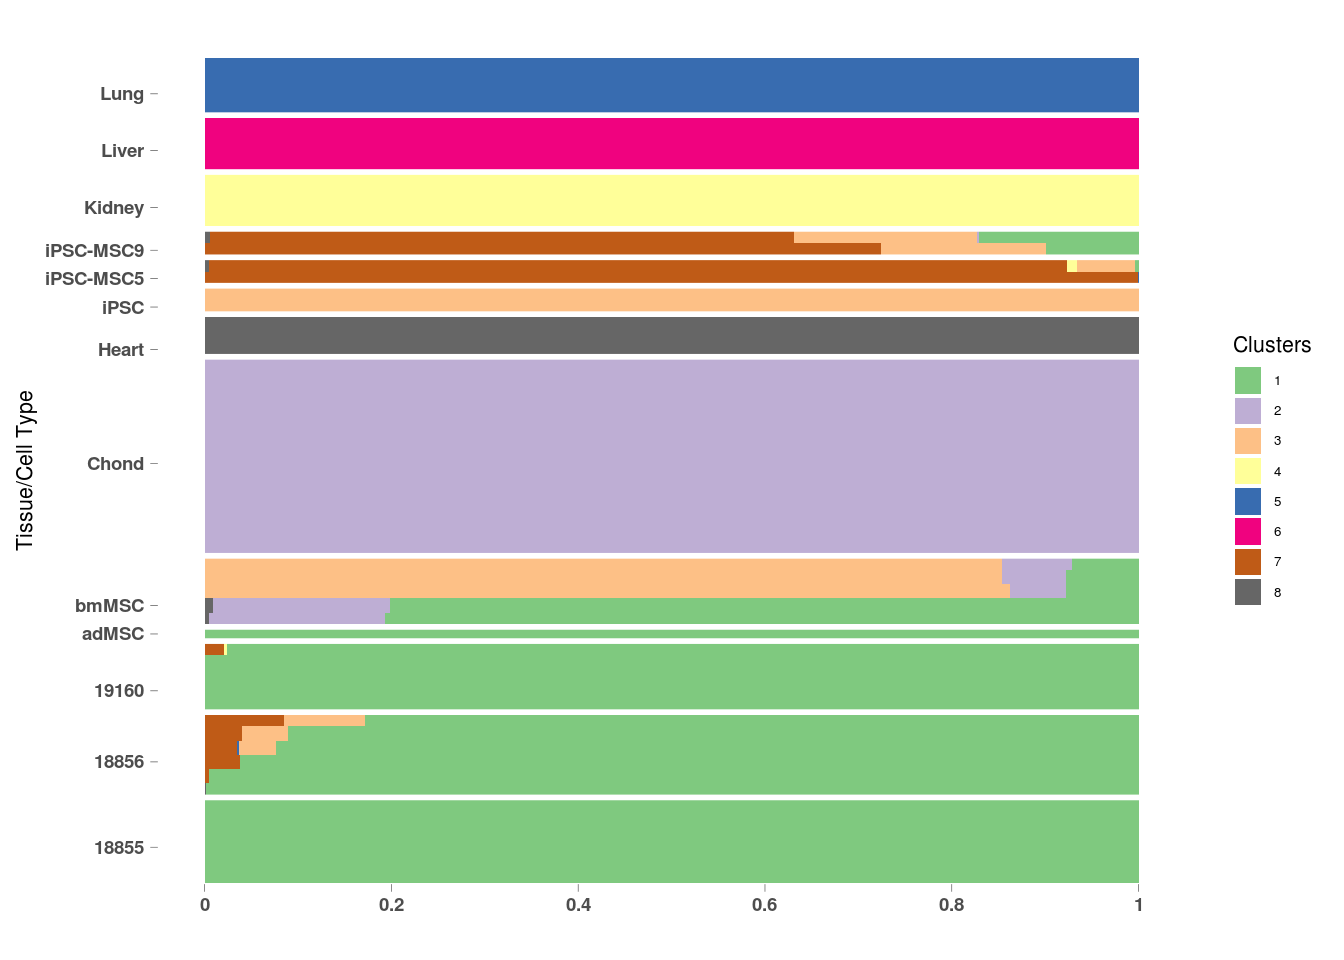 Tissue/Cell Type
Lung
Liver
Kidney
iPSC-MSC9
iPSC-MSC5
iPSC
Heart
Chond
bmMSC
adMSC
19160
18856
18855
0 0.2 0.4 0.6 0.8 1
Clusters
1
2
3
4
5
6
7
8